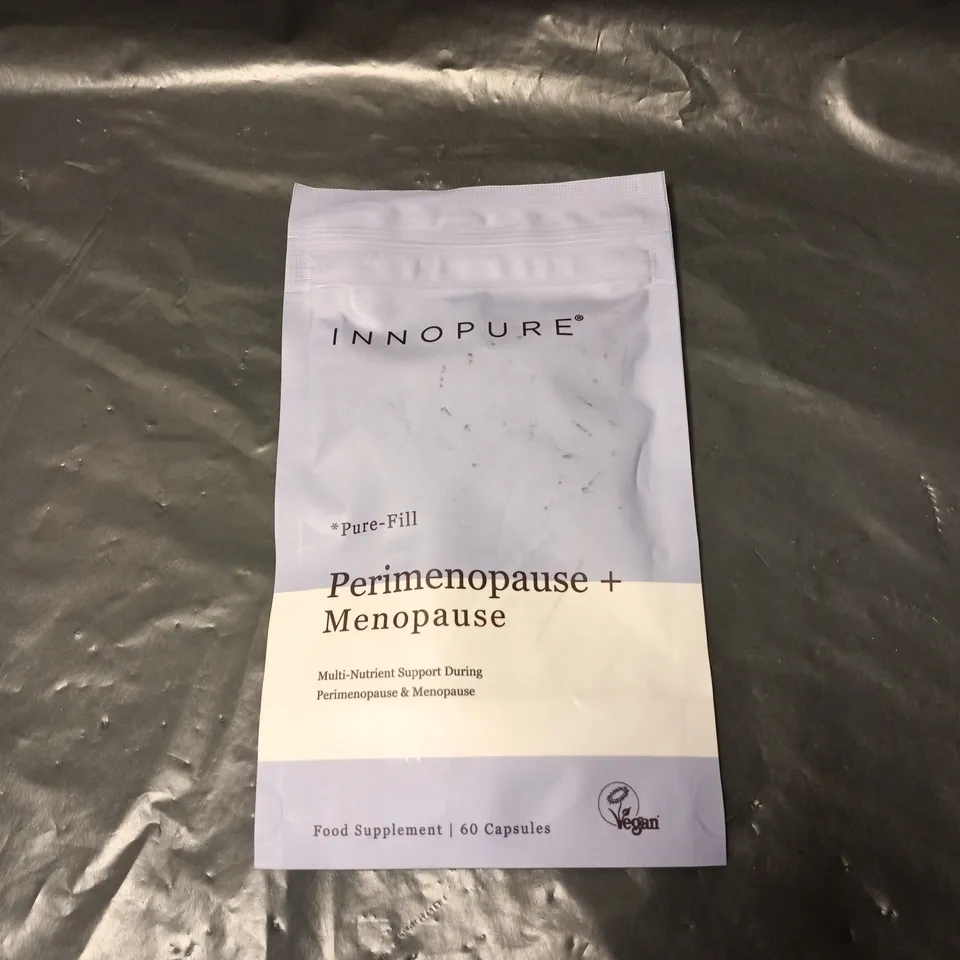 INNOPURE®
*Pure-Fill
Perimenopause +
Menopause
Multi-Nutrient Support During
Perimenopause & Menopause
Food Supplement | 60 Capsules
Vegan